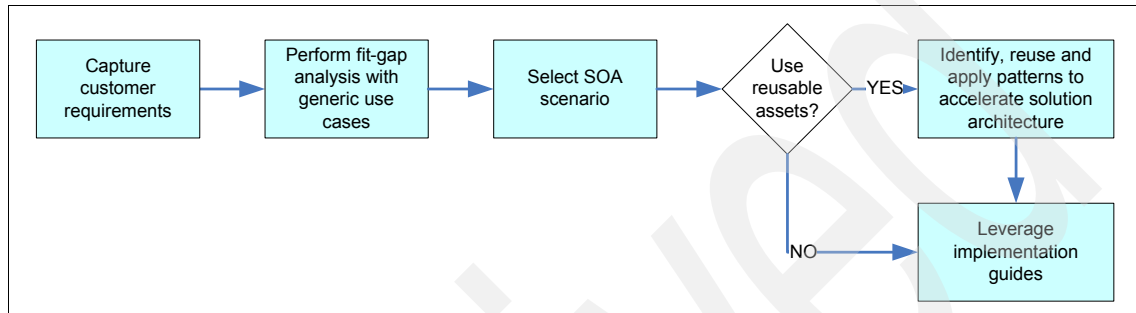 Capture
customer
requirements
Perform fit-gap
analysis with
generic use
cases
Select SOA
scenario
Use
reusable
assets?
YES
Identify, reuse and
apply patterns to
accelerate solution
architecture
NO
Leverage
implementation
guides